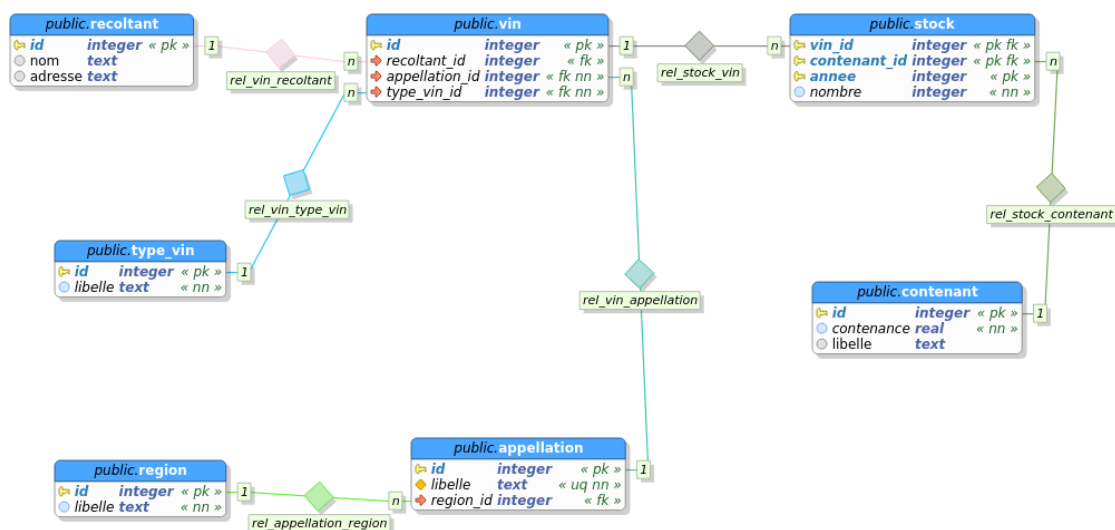 public.recoltant
id integer « pk »
nom text
adresse text
1
rel_vin_recoltant
n
n
public.vin
id integer « pk »
recoltant_id integer « fk »
appellation_id integer « fk nn »
type_vin_id integer « fk nn »
1
n
rel_stock_vin
n
public.stock
vin_id integer « pk fk »
contenant_id integer « pk fk »
annee integer « pk »
nombre integer « nn »
n
rel_vin_type_vin
rel_stock_contenant
public.type_vin
id integer « pk »
libelle text « nn »
1
rel_vin_appellation
public.contenant
id integer « pk »
contenance real « nn »
libelle text
1
public.region
id integer « pk »
libelle text « nn »
1
rel_appellation_region
n
public.appellation
id integer « pk »
libelle text « uq nn »
region_id integer « fk »
1